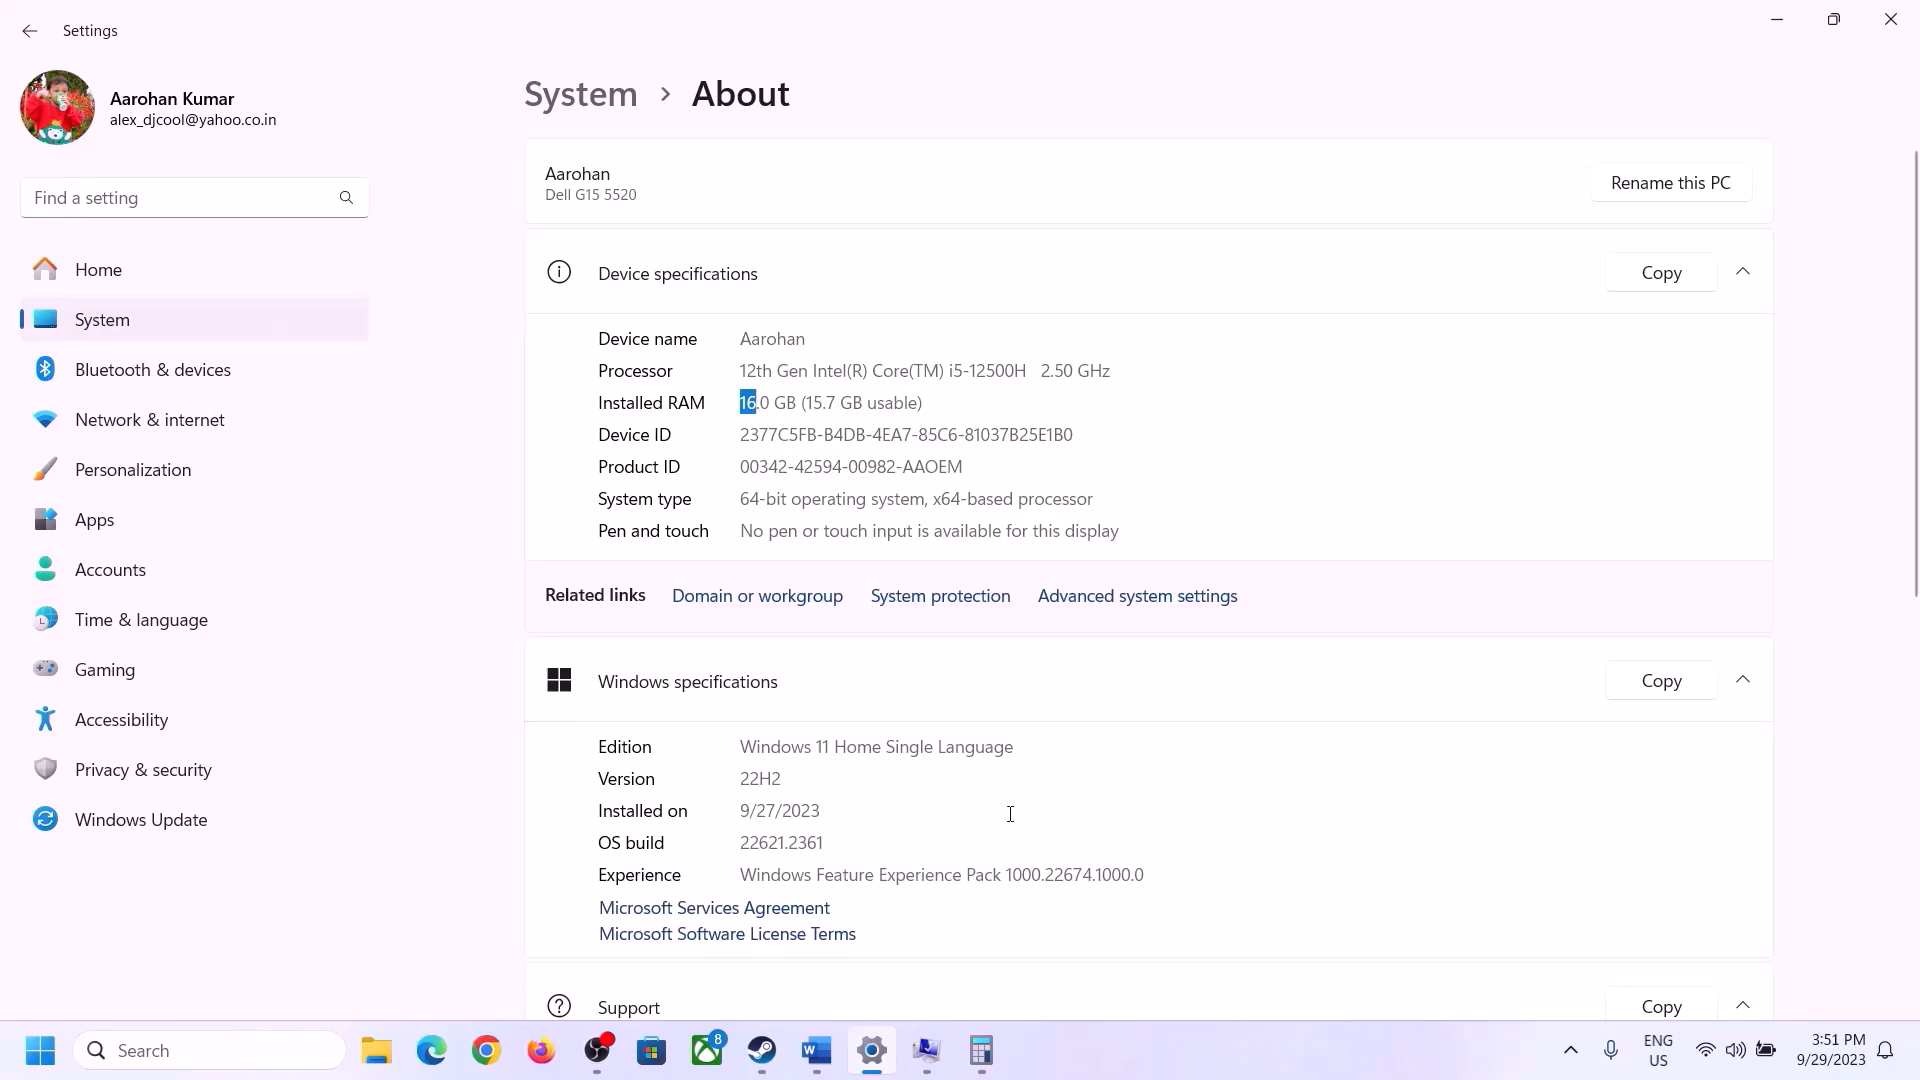 Settings
Aarohan Kumar
alex_djcool@yahoo.co.in
Find a setting
Home
System
Bluetooth & devices
Network & internet
Personalization
Apps
Accounts
Time & language
Gaming
Accessibility
Privacy & security
Windows Update
System > About
Aarohan
Dell G15 5520
Rename this PC
Device specifications
Copy
Device name Aarohan
Processor 12th Gen Intel(R) Core(TM) i5-12500H 2.50 GHz
Installed RAM 16.0 GB (15.7 GB usable)
Device ID 2377C5FB-B4DB-4EA7-85C6-81037B25E1B0
Product ID 00342-42594-00982-AAOEM
System type 64-bit operating system, x64-based processor
Pen and touch No pen or touch input is available for this display
Related links Domain or workgroup System protection Advanced system settings
Windows specifications
Copy
Edition Windows 11 Home Single Language
Version 22H2
Installed on 9/27/2023
OS build 22621.2361
Experience Windows Feature Experience Pack 1000.22674.1000.0
Microsoft Services Agreement
Microsoft Software License Terms
Support
Copy
Search
8
W
ENG
US
3:51 PM
9/29/2023